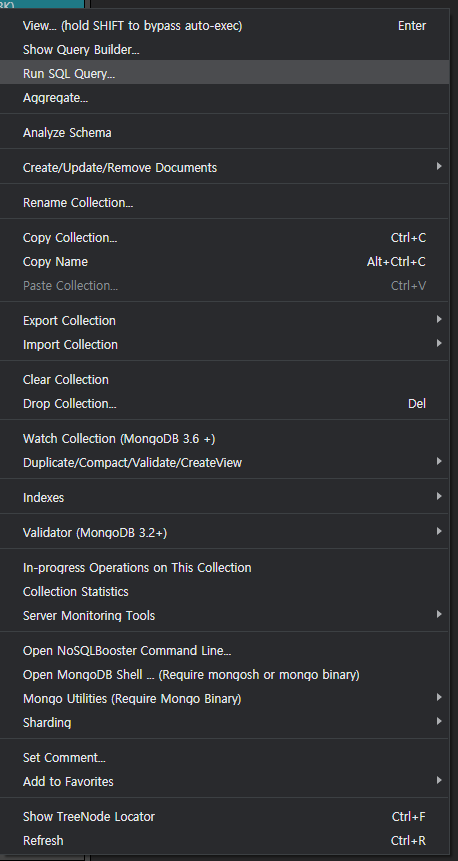 BK)
View... (hold SHIFT to bypass auto-exec) Enter
Show Query Builder...
Run SQL Query...
Aggregate...
Analyze Schema
Create/Update/Remove Documents
Rename Collection...
Copy Collection... Ctrl+C
Copy Name Alt+Ctrl+C
Paste Collection... Ctrl+V
Export Collection
Import Collection
Clear Collection
Drop Collection... Del
Watch Collection (MongoDB 3.6 +)
Duplicate/Compact/Validate/CreateView
Indexes
Validator (MongoDB 3.2+)
In-progress Operations on This Collection
Collection Statistics
Server Monitoring Tools
Open NoSQLBooster Command Line...
Open MongoDB Shell ... (Require mongosh or mongo binary)
Mongo Utilities (Require Mongo Binary)
Sharding
Set Comment...
Add to Favorites
Show TreeNode Locator Ctrl+F
Refresh Ctrl+R